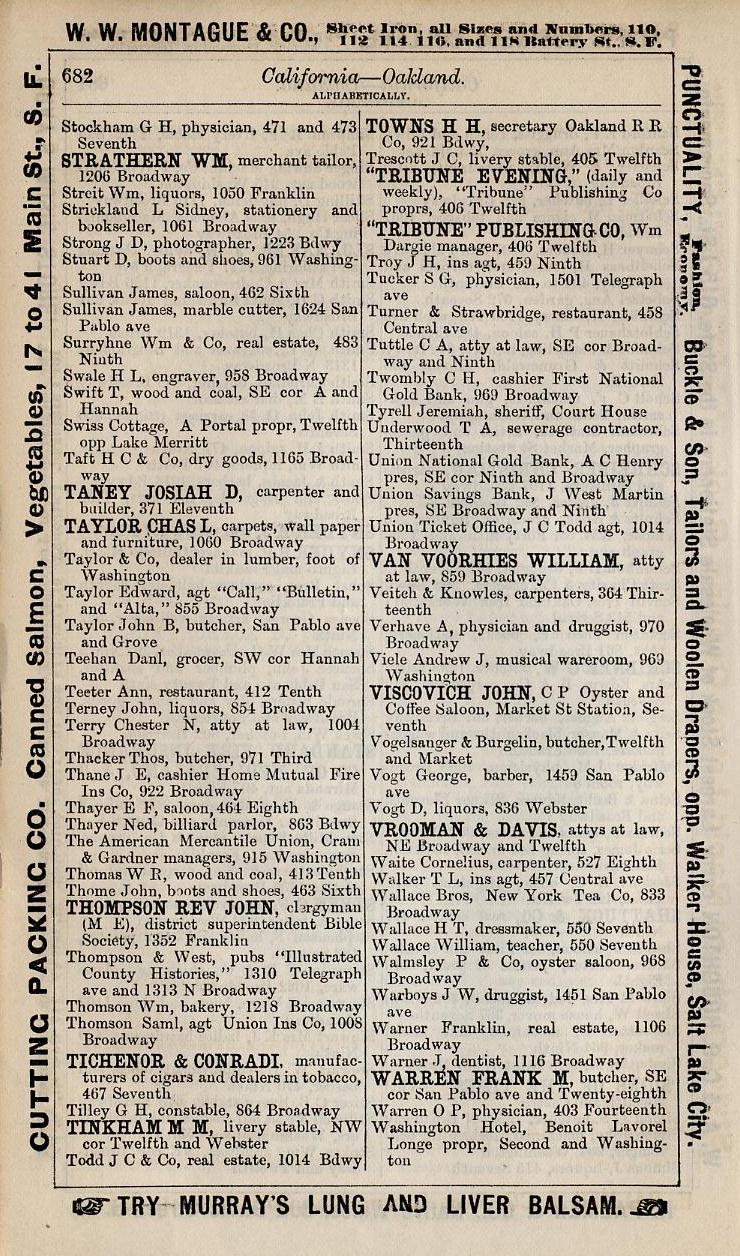 W. W. MONTAGUE & CO., Sheet Iron, all Sizes and Numbers, 110,
112 114 116, and 118 Battery St., S. F.
682
California—Oakland.
ALPHABETICALLY.
Stockham G H, physician, 471 and 473
Seventh
STRATHERN WM, merchant tailor,
1206 Broadway
Streit Wm, liquors, 1050 Franklin
Strickland L Sidney, stationery and
bookseller, 1061 Broadway
Strong J D, photographer, 1223 Bdwy
Stuart D, boots and shoes, 961 Washing-
ton
Sullivan James, saloon, 462 Sixth
Sullivan James, marble cutter, 1624 San
Pablo ave
Surryhne Wm & Co, real estate, 483
Ninth
Swale H L, engraver, 958 Broadway
Swift T, wood and coal, SE cor A and
Hannah
Swiss Cottage, A Portal propr, Twelfth
opp Lake Merritt
Taft H C & Co, dry goods, 1165 Broad-
way
TANEY JOSIAH D, carpenter and
builder, 371 Eleventh
TAYLOR CHAS L, carpets, wall paper
and furniture, 1060 Broadway
Taylor & Co, dealer in lumber, foot of
Washington
Taylor Edward, agt "Call," "Bulletin,"
and "Alta," 855 Broadway
Taylor John B, butcher, San Pablo ave
and Grove
Teehan Danl, grocer, SW cor Hannah
and A
Teeter Ann, restaurant, 412 Tenth
Terney John, liquors, 854 Broadway
Terry Chester N, atty at law, 1004
Broadway
Thacker Thos, butcher, 971 Third
Thane J E, cashier Home Mutual Fire
Ins Co, 922 Broadway
Thayer E F, saloon, 464 Eighth
Thayer Ned, billiard parlor, 863 Bdwy
The American Mercantile Union, Cram
& Gardner managers, 915 Washington
Thomas W R, wood and coal, 413 Tenth
Thome John, boots and shoes, 463 Sixth
THOMPSON REV JOHN, clergyman
(M E), district superintendent Bible
Society, 1352 Franklin
Thompson & West, pubs "Illustrated
County Histories," 1310 Telegraph
ave and 1313 N Broadway
Thomson Wm, bakery, 1218 Broadway
Thomson Saml, agt Union Ins Co, 1008
Broadway
TICHENOR & CONRADI, manufac-
turers of cigars and dealers in tobacco,
467 Seventh
Tilley G H, constable, 864 Broadway
TINKHAM M M, livery stable, NW
cor Twelfth and Webster
Todd J C & Co, real estate, 1014 Bdwy
TOWNS H H, secretary Oakland R R
Co, 921 Bdwy,
Trescott J C, livery stable, 405 Twelfth
"TRIBUNE EVENING," (daily and
weekly), "Tribune" Publishing Co
proprs, 406 Twelfth
"TRIBUNE" PUBLISHING CO, Wm
Dargie manager, 406 Twelfth
Troy J H, ins agt, 459 Ninth
Tucker S G, physician, 1501 Telegraph
ave
Turner & Strawbridge, restaurant, 458
Central ave
Tuttle C A, atty at law, SE cor Broad-
way and Ninth
Twombly C H, cashier First National
Gold Bank, 969 Broadway
Tyrell Jeremiah, sheriff, Court House
Underwood T A, sewerage contractor,
Thirteenth
Union National Gold Bank, A C Henry
pres, SE cor Ninth and Broadway
Union Savings Bank, J West Martin
pres, SE Broadway and Ninth
Union Ticket Office, J C Todd agt, 1014
Broadway
VAN VOORHIES WILLIAM, atty
at law, 859 Broadway
Veitch & Knowles, carpenters, 364 Thir-
teenth
Verhave A, physician and druggist, 970
Broadway
Viele Andrew J, musical wareroom, 969
Washington
VISCOVICH JOHN, C P Oyster and
Coffee Saloon, Market St Station, Se-
venth
Vogelsanger & Burgelin, butcher, Twelfth
and Market
Vogt George, barber, 1459 San Pablo
ave
Vogt D, liquors, 836 Webster
VROOMAN & DAVIS, attys at law,
NE Broadway and Twelfth
Waite Cornelius, carpenter, 527 Eighth
Walker T L, ins agt, 457 Central ave
Wallace Bros, New York Tea Co, 833
Broadway
Wallace H T, dressmaker, 550 Seventh
Wallace William, teacher, 550 Seventh
Walmsley P & Co, oyster saloon, 968
Broadway
Warboys J W, druggist, 1451 San Pablo
ave
Warner Franklin, real estate, 1106
Broadway
Warner J, dentist, 1116 Broadway
WARREN FRANK M, butcher, SE
cor San Pablo ave and Twenty-eighth
Warren O P, physician, 403 Fourteenth
Washington Hotel, Benoit Lavorel
Longe propr, Second and Washing-
ton
CUTTING PACKING CO. Canned Salmon, Vegetables, 17 to 41 Main St., S. F.
PUNCTUALITY, Fashion, Economy. Buckle & Son, Tailors and Woolen Drapers, opp. Walker House, Salt Lake City.
TRY MURRAY'S LUNG AND LIVER BALSAM.